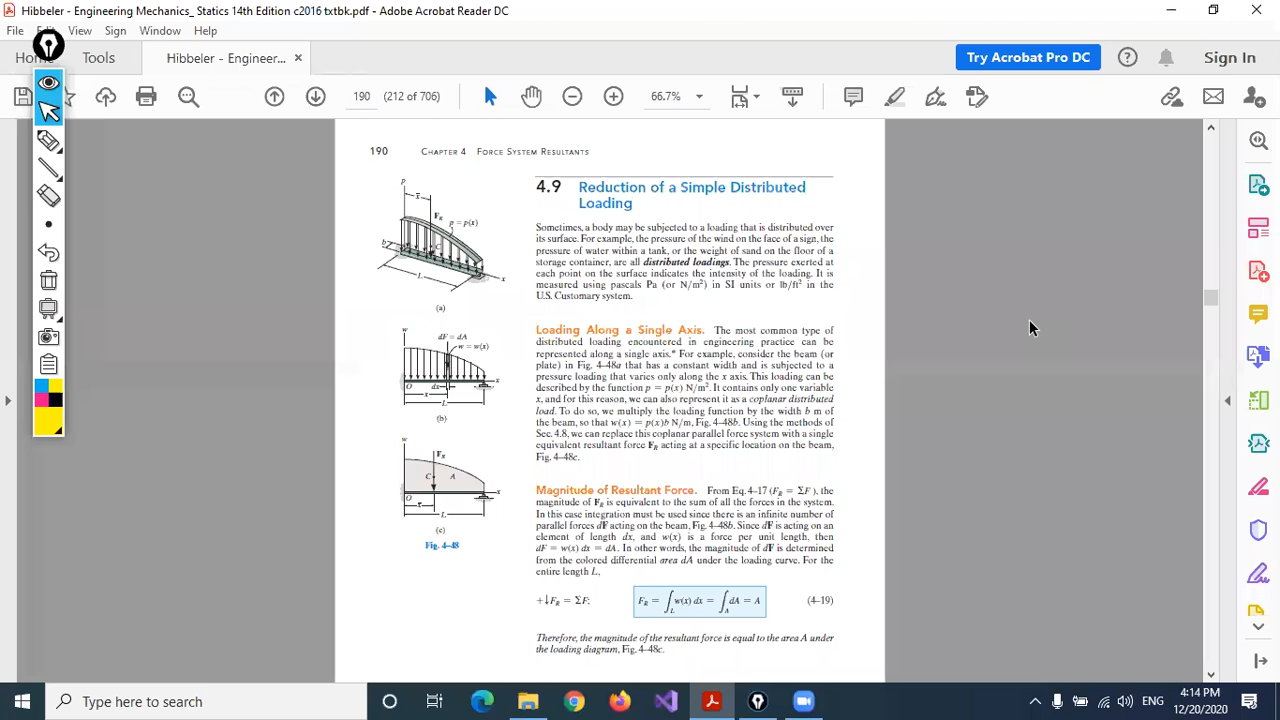 Hibbeler - Engineering Mechanics_ Statics 14th Edition c2016 txtbk.pdf - Adobe Acrobat Reader DC
File Edit View Sign Window Help
Home Tools Hibbeler - Engineer... ×
Try Acrobat Pro DC
Sign In
190 (212 of 706)
66.7%
190 CHAPTER 4 FORCE SYSTEM RESULTANTS
4.9 Reduction of a Simple Distributed
Loading
Sometimes, a body may be subjected to a loading that is distributed over
its surface. For example, the pressure of the wind on the face of a sign, the
pressure of water within a tank, or the weight of sand on the floor of a
storage container, are all distributed loadings. The pressure exerted at
each point on the surface indicates the intensity of the loading. It is
measured using pascals Pa (or N/m²) in SI units or lb/ft² in the
U.S. Customary system.
Loading Along a Single Axis. The most common type of
distributed loading encountered in engineering practice can be
represented along a single axis.* For example, consider the beam (or
plate) in Fig. 4–48a that has a constant width and is subjected to a
pressure loading that varies only along the x axis. This loading can be
described by the function p = p(x) N/m². It contains only one variable
x, and for this reason, we can also represent it as a coplanar distributed
load. To do so, we multiply the loading function by the width b m of
the beam, so that w(x) = p(x)b N/m, Fig. 4-48b. Using the methods of
Sec. 4.8, we can replace this coplanar parallel force system with a single
equivalent resultant force F_R acting at a specific location on the beam,
Fig. 4–48c.
Magnitude of Resultant Force. From Eq. 4–17 (F_R = ΣF), the
magnitude of F_R is equivalent to the sum of all the forces in the system.
In this case integration must be used since there is an infinite number of
parallel forces dF acting on the beam, Fig. 4–48b. Since dF is acting on an
element of length dx, and w(x) is a force per unit length, then
dF = w(x) dx = dA. In other words, the magnitude of dF is determined
from the colored differential area dA under the loading curve. For the
entire length L,
+↓F_R = ΣF; F_R = ∫_L w(x) dx = ∫_A dA = A (4–19)
Therefore, the magnitude of the resultant force is equal to the area A under
the loading diagram, Fig. 4–48c.
p
x̄
F_R
p = p(x)
C
b
L
x
(a)
w
dF = dA
w = w(x)
O
dx
x
x
L
(b)
w
F_R
C A
x
O
x̄
L
(c)
Fig. 4–48
Type here to search
ENG
4:14 PM
12/20/2020